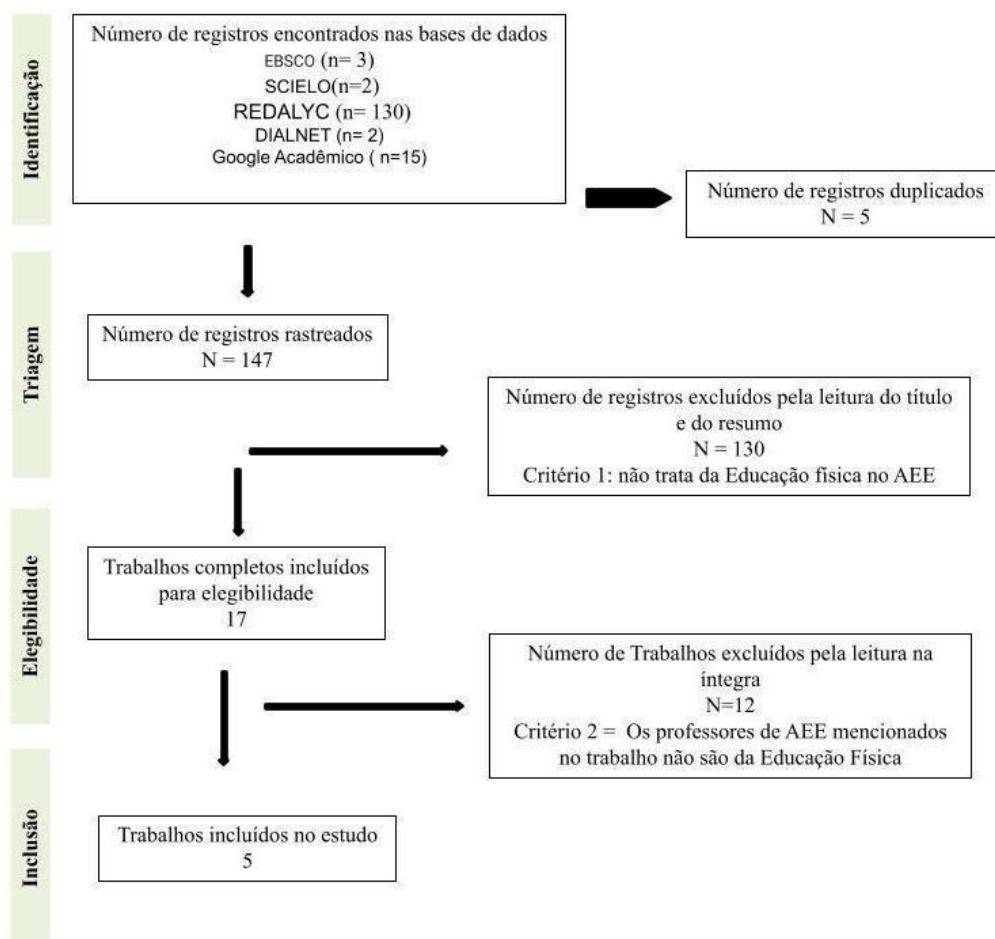 Identificação
Número de registros encontrados nas bases de dados
EBSCO (n= 3)
SCIELO(n=2)
REDALYC (n= 130)
DIALNET (n= 2)
Google Acadêmico ( n=15)
Número de registros duplicados
N = 5
Triagem
Número de registros rastreados
N = 147
Número de registros excluídos pela leitura do título
e do resumo
N = 130
Critério 1: não trata da Educação física no AEE
Elegibilidade
Trabalhos completos incluídos
para elegibilidade
17
Número de Trabalhos excluídos pela leitura na
íntegra
N=12
Critério 2 = Os professores de AEE mencionados
no trabalho não são da Educação Física
Inclusão
Trabalhos incluídos no estudo
5